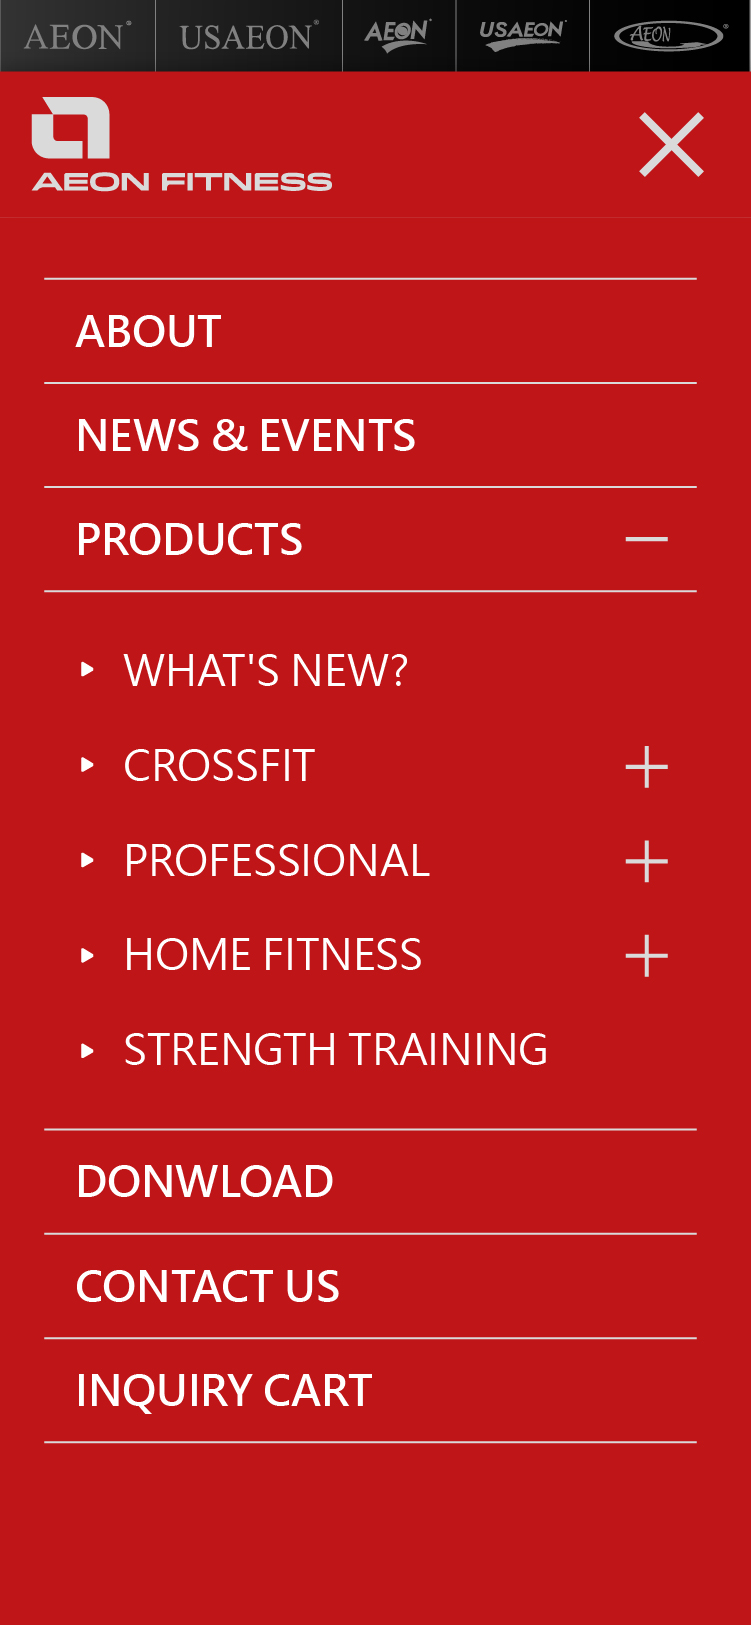 AEON®
USAEON®
AEON
USAEON
AEON®
AEON FITNESS
ABOUT
NEWS & EVENTS
PRODUCTS
WHAT'S NEW?
CROSSFIT
PROFESSIONAL
HOME FITNESS
STRENGTH TRAINING
DONWLOAD
CONTACT US
INQUIRY CART